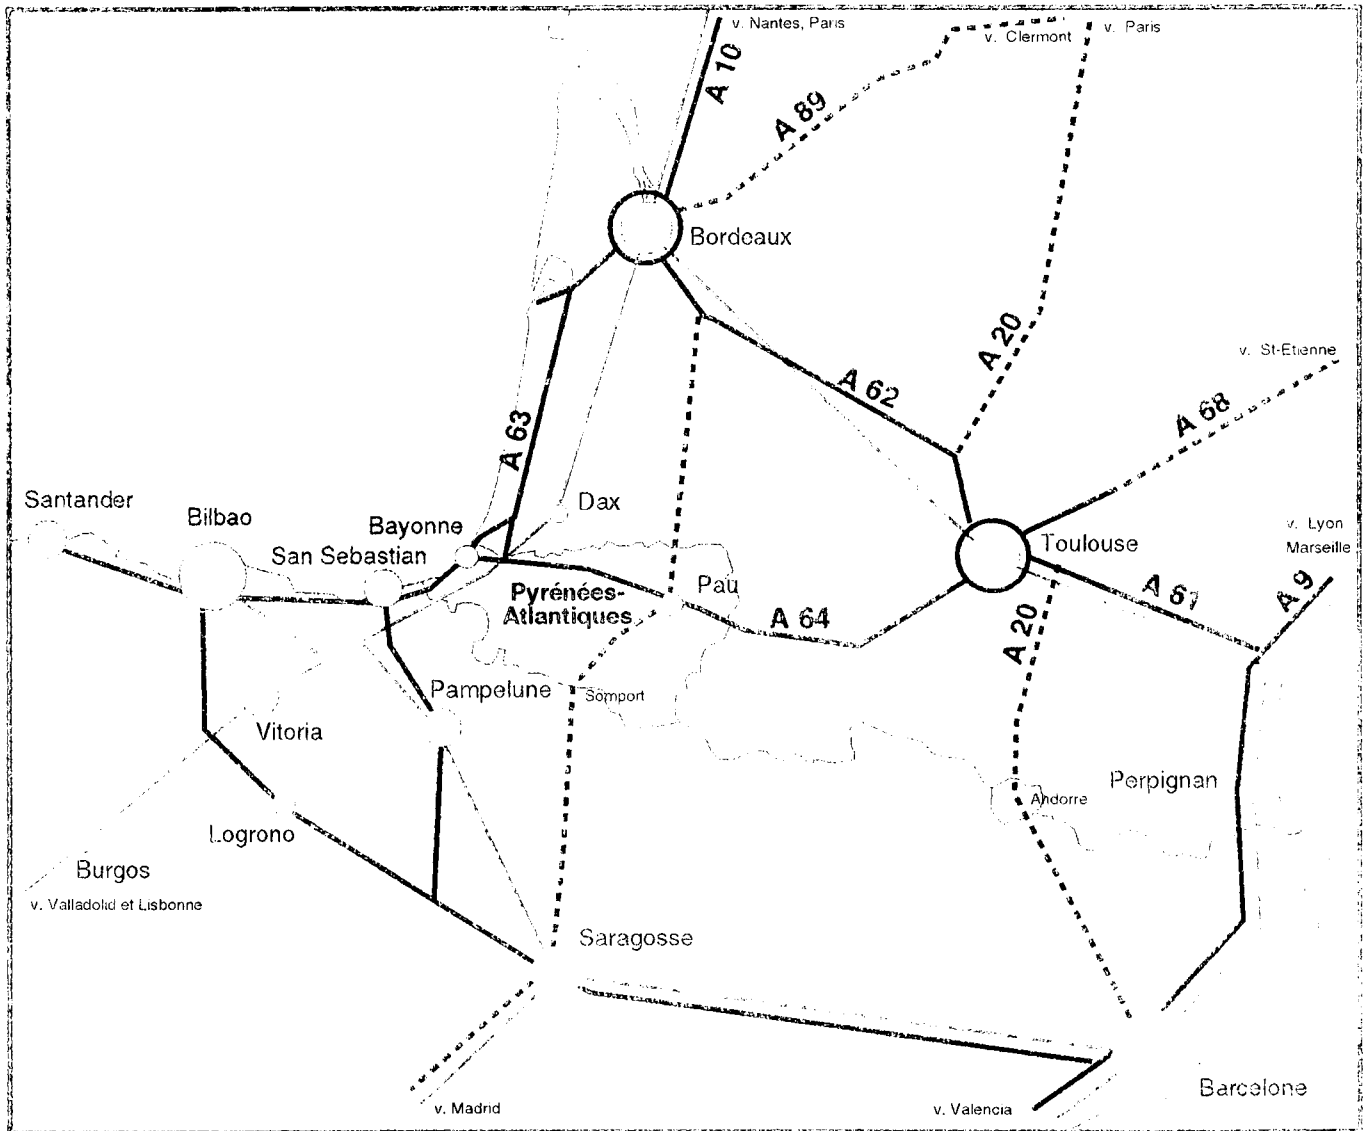 v. Nantes, Paris
v. Clermont
v. Paris
A 10
A 89
Bordeaux
A 20
v. St-Etienne
A 62
A 68
A 63
Santander
Bilbao
Bayonne
San Sebastian
Dax
Toulouse
v. Lyon
Marseille
Pyrénées-
Atlantiques
Pau
A 64
A 20
A 61
A 9
Pampelune
Somport
Vitoria
Andorre
Perpignan
Logrono
Burgos
v. Valladolid et Lisbonne
Saragosse
v. Madrid
v. Valencia
Barcelone